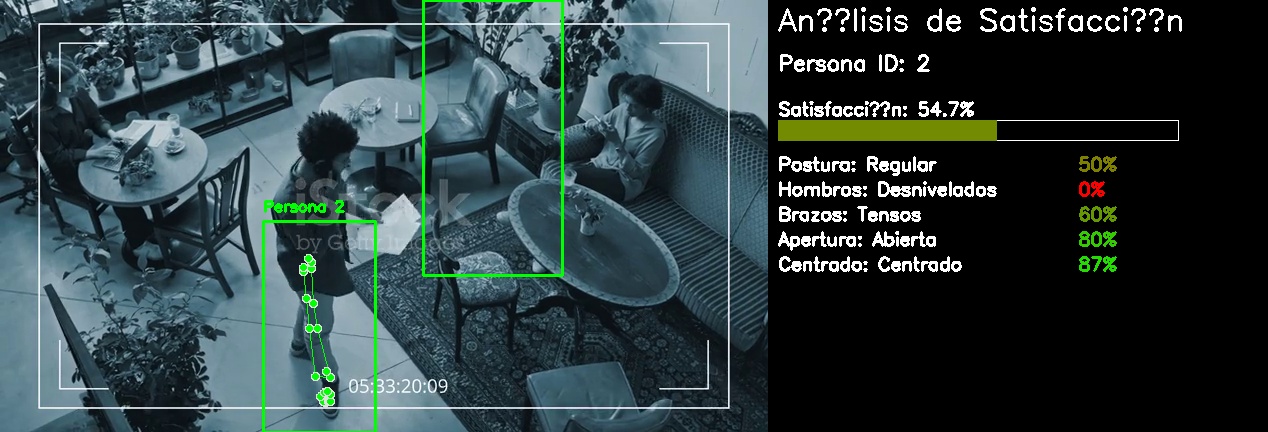 An??lisis de Satisfacci??n
Persona ID: 2
Satisfacci??n: 54.7%
Postura: Regular 50%
Hombros: Desnivelados 0%
Brazos: Tensos 60%
Apertura: Abierta 80%
Centrado: Centrado 87%
iStock
Persona 2
by Getty Images
05:33:20:09